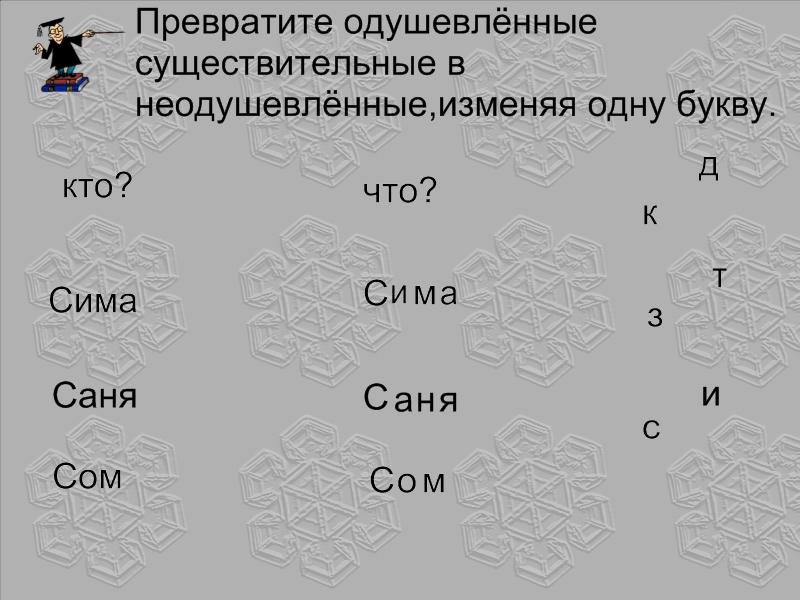 Превратите одушевлённые
существительные в
неодушевлённые,изменяя одну букву.
кто?
что?
д
к
Сима
Сима
т
з
Саня
Саня
и
с
Сом
Сом